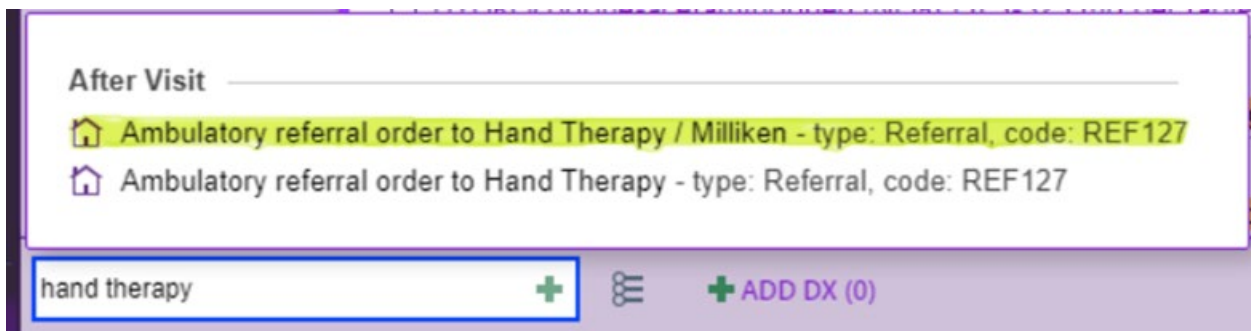 After Visit
Ambulatory referral order to Hand Therapy / Milliken - type: Referral, code: REF127
Ambulatory referral order to Hand Therapy - type: Referral, code: REF127
hand therapy
ADD DX (0)